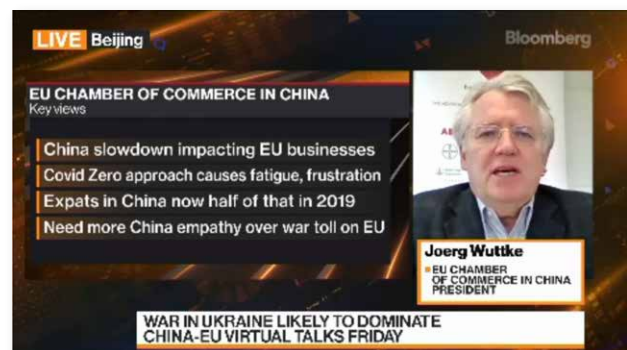 LIVE Beijing
Bloomberg
EU CHAMBER OF COMMERCE IN CHINA
Key views
China slowdown impacting EU businesses
Covid Zero approach causes fatigue, frustration
Expats in China now half of that in 2019
Need more China empathy over war toll on EU
Joerg Wuttke
EU CHAMBER
OF COMMERCE IN CHINA
PRESIDENT
WAR IN UKRAINE LIKELY TO DOMINATE
CHINA-EU VIRTUAL TALKS FRIDAY